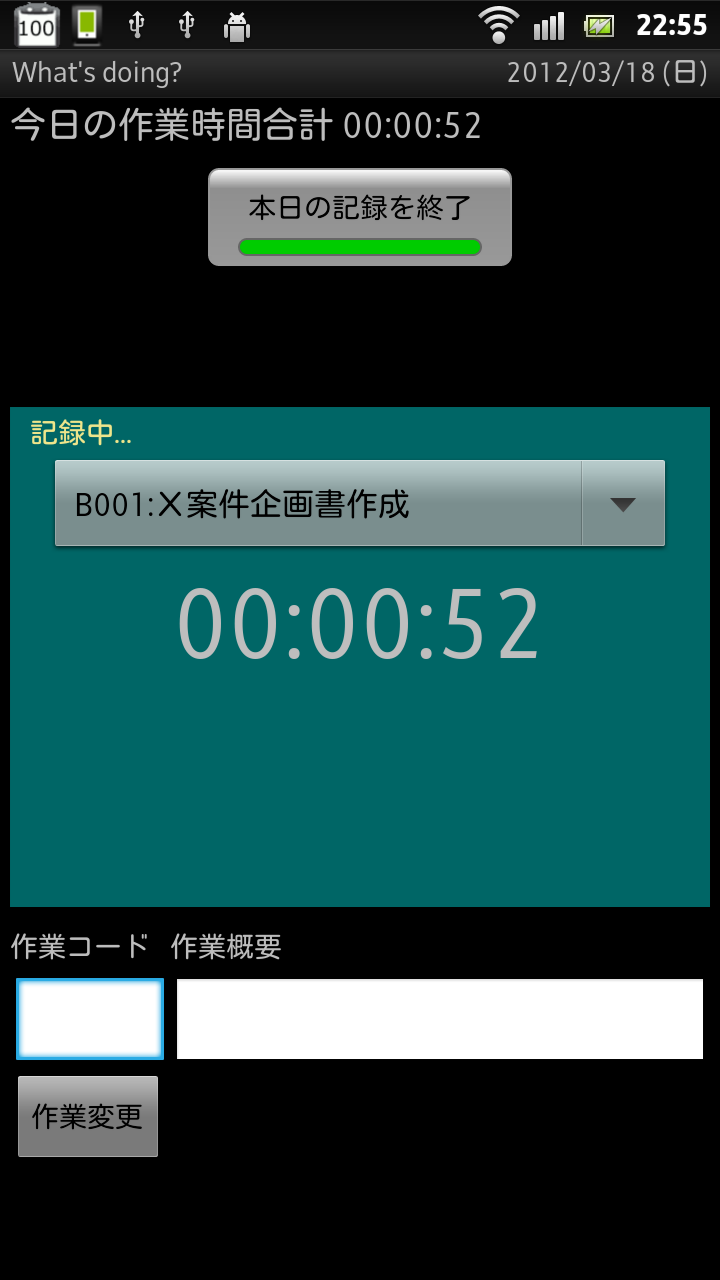 100 22:55
What's doing? 2012/03/18 (日)
今日の作業時間合計 00:00:52
本日の記録を終了
記録中...
B001:X案件企画書作成
00:00:52
作業コード 作業概要
作業変更